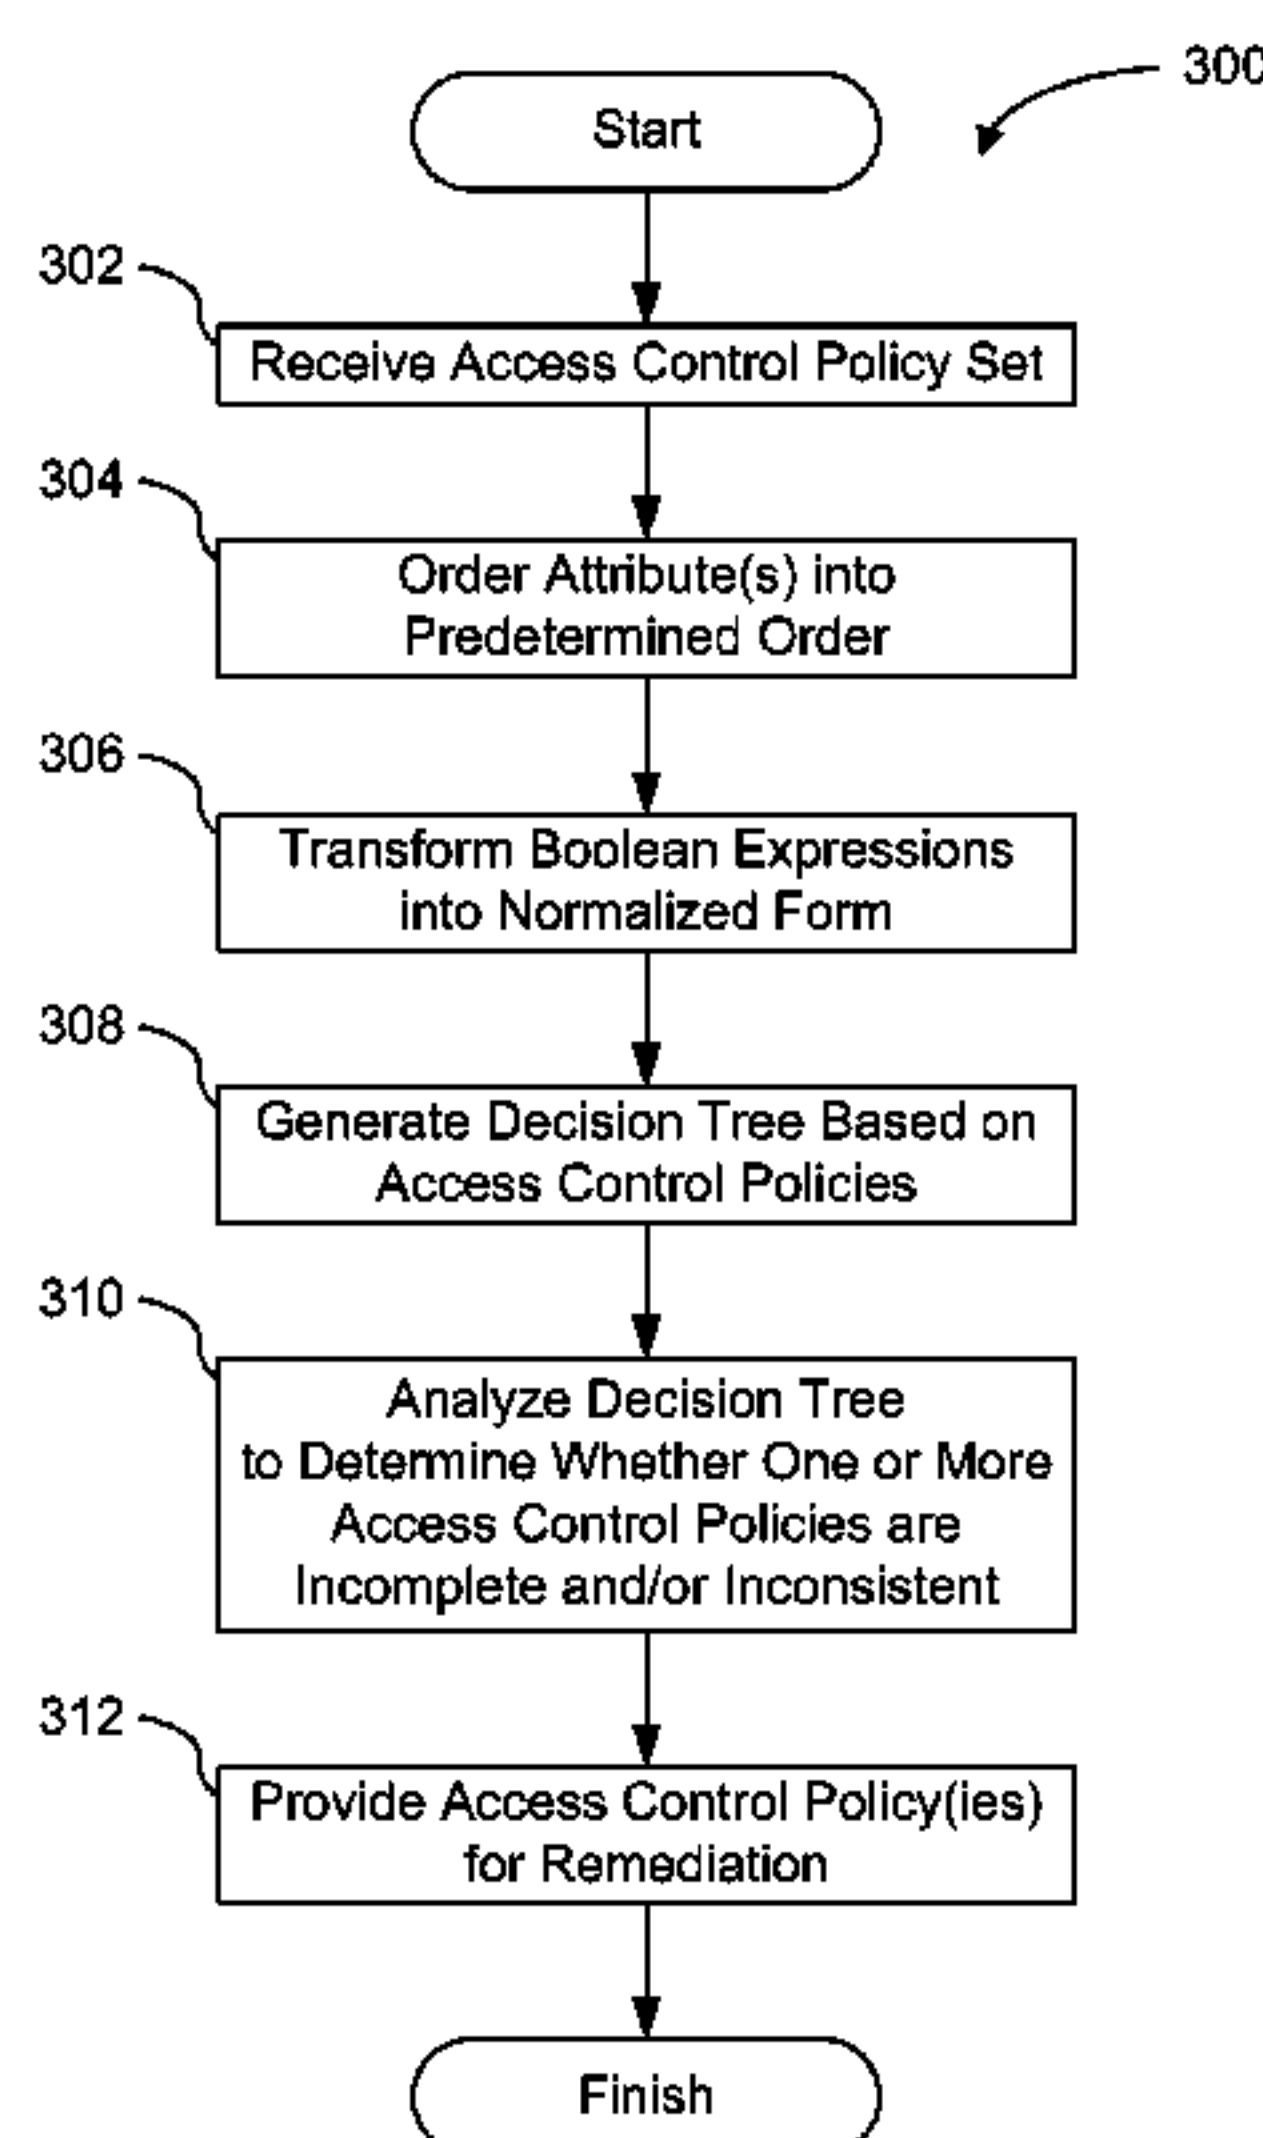 300
Start
302
Receive Access Control Policy Set
304
Order Attribute(s) into
Predetermined Order
306
Transform Boolean Expressions
into Normalized Form
308
Generate Decision Tree Based on
Access Control Policies
310
Analyze Decision Tree
to Determine Whether One or More
Access Control Policies are
Incomplete and/or Inconsistent
312
Provide Access Control Policy(ies)
for Remediation
Finish